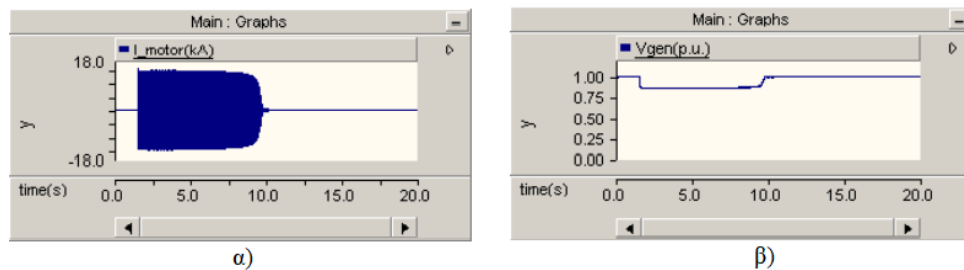 Main : Graphs
I_motor(kA)
18.0
y
-18.0
time(s) 0.0 5.0 10.0 15.0 20.0
α)
Main : Graphs
Vgen(p.u.)
1.00
0.75
0.50
0.25
0.00
y
time(s) 0.0 5.0 10.0 15.0 20.0
β)